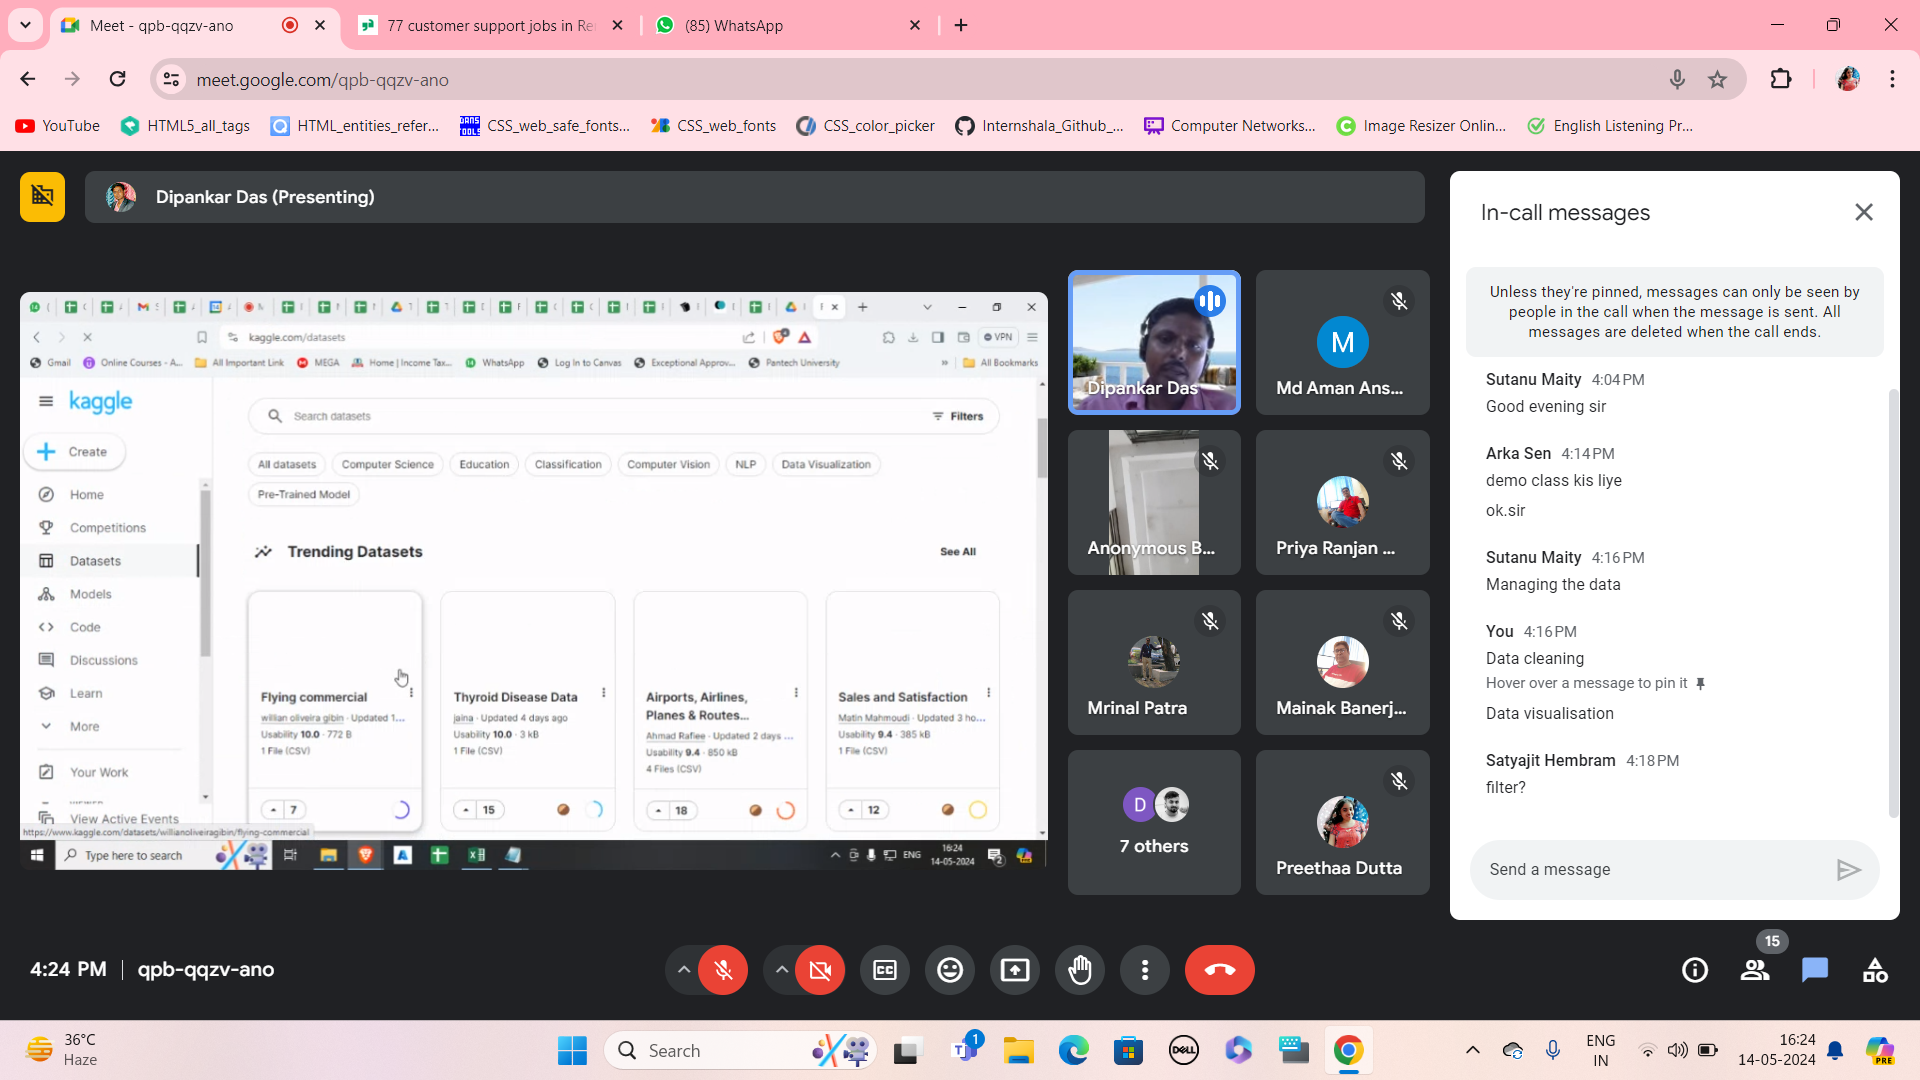 Meet - qpb-qqzv-ano
77 customer support jobs in Re
(85) WhatsApp
meet.google.com/qpb-qqzv-ano
YouTube
HTML5_all_tags
HTML_entities_refer...
CSS_web_safe_fonts...
CSS_web_fonts
CSS_color_picker
Internshala_Github_...
Computer Networks...
Image Resizer Onlin...
English Listening Pr...
Dipankar Das (Presenting)
kaggle.com/datasets
VPN
Gmail
Online Courses - A...
All Important Link
MEGA
Home | Income Tax...
WhatsApp
Log In to Canvas
Exceptional Approv...
Pantech University
»
All Bookmarks
kaggle
Create
Home
Competitions
Datasets
Models
Code
Discussions
Learn
More
Your Work
View Active Events
https://www.kaggle.com/datasets/willianoliveiragibin/flying-commercial
Search datasets
Filters
All datasets
Computer Science
Education
Classification
Computer Vision
NLP
Data Visualization
Pre-Trained Model
Trending Datasets
See All
Flying commercial
willian oliveira gibin · Updated 1...
Usability 10.0 · 772 B
1 File (CSV)
7
Thyroid Disease Data
jaina · Updated 4 days ago
Usability 10.0 · 3 kB
1 File (CSV)
15
Airports, Airlines,
Planes & Routes...
Ahmad Rafiee · Updated 2 days ...
Usability 9.4 · 850 kB
4 Files (CSV)
18
Sales and Satisfaction
Matin Mahmoudi · Updated 3 ho...
Usability 9.4 · 385 kB
1 File (CSV)
12
Type here to search
ENG
16:24
14-05-2024
2
Dipankar Das
M
Md Aman Ans...
Anonymous B...
Priya Ranjan ...
Mrinal Patra
Mainak Banerj...
D
7 others
Preethaa Dutta
In-call messages
Unless they're pinned, messages can only be seen by
people in the call when the message is sent. All
messages are deleted when the call ends.
Sutanu Maity 4:04 PM
Good evening sir
Arka Sen 4:14 PM
demo class kis liye
ok.sir
Sutanu Maity 4:16 PM
Managing the data
You 4:16 PM
Data cleaning
Hover over a message to pin it
Data visualisation
Satyajit Hembram 4:18 PM
filter?
Send a message
4:24 PM
qpb-qqzv-ano
CC
15
36°C
Haze
Search
T
1
DELL
ENG
IN
16:24
14-05-2024
PRE